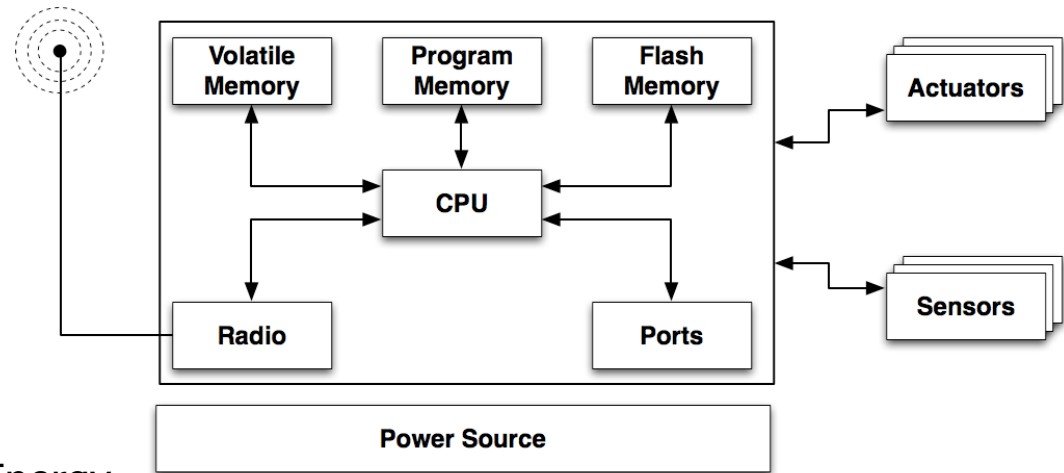 Volatile
Memory
Program
Memory
Flash
Memory
Actuators
CPU
Sensors
Radio
Ports
Power Source